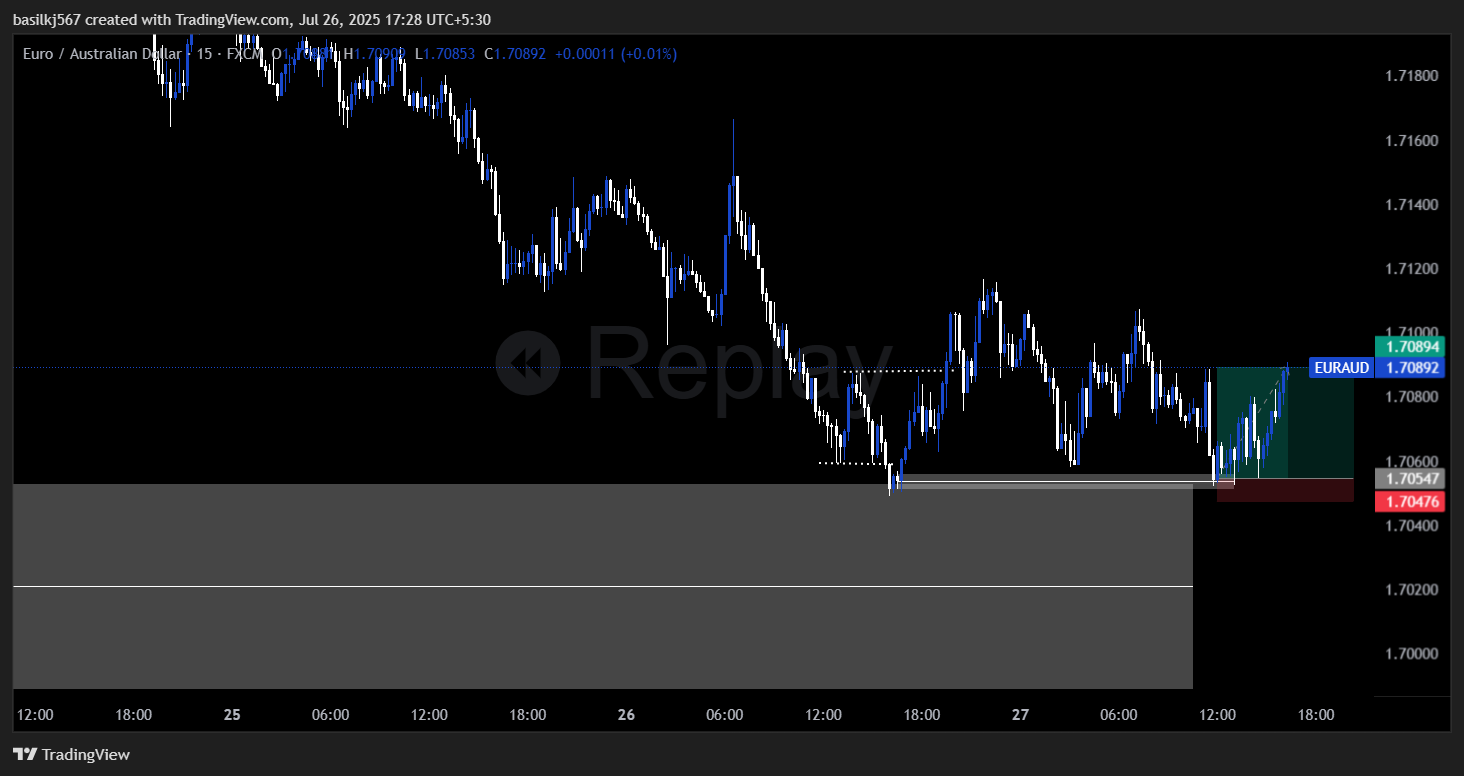 basilkj567 created with TradingView.com, Jul 26, 2025 17:28 UTC+5:30
Euro / Australian Dollar · 15 · FXCM H1.70909 L1.70853 C1.70892 +0.00011 (+0.01%)
1.71800
1.71600
1.71400
1.71200
1.71000
1.70894
EURAUD 1.70892
Replay
1.70800
1.70600
1.70547
1.70476
1.70400
1.70200
1.70000
12:00 18:00 25 06:00 12:00 18:00 26 06:00 12:00 18:00 27 06:00 12:00 18:00
TradingView